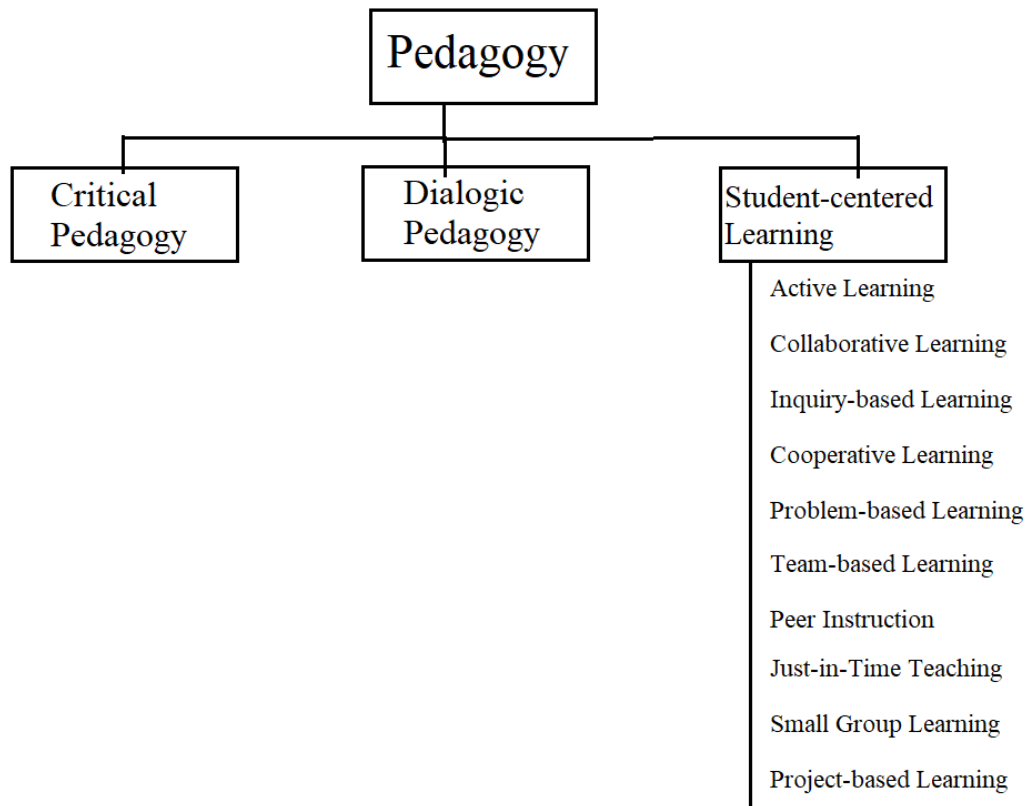 Pedagogy
Critical
Pedagogy
Dialogic
Pedagogy
Student-centered
Learning
Active Learning
Collaborative Learning
Inquiry-based Learning
Cooperative Learning
Problem-based Learning
Team-based Learning
Peer Instruction
Just-in-Time Teaching
Small Group Learning
Project-based Learning